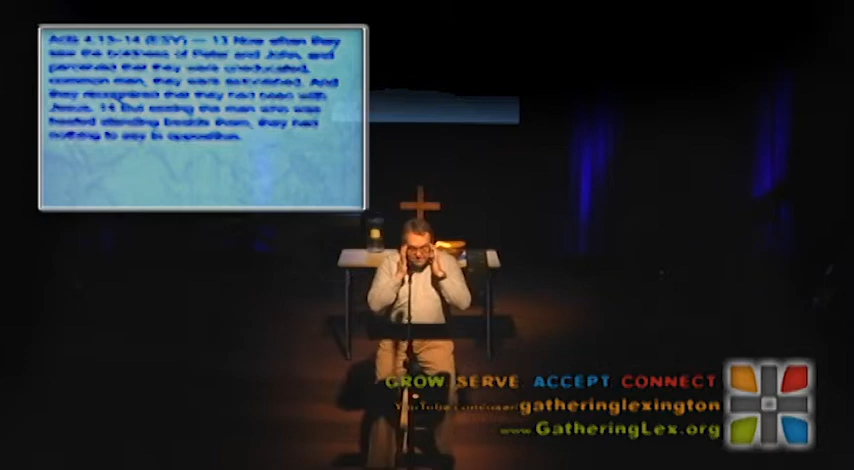 Acts 4:13–14 (ESV) — 13 Now when they
saw the boldness of Peter and John, and
perceived that they were uneducated,
common men, they were astonished. And
they recognized that they had been with
Jesus. 14 But seeing the man who was
healed standing beside them, they had
nothing to say in opposition.
GROW SERVE ACCEPT CONNECT
YouTube.com/user/gatheringlexington
www.GatheringLex.org